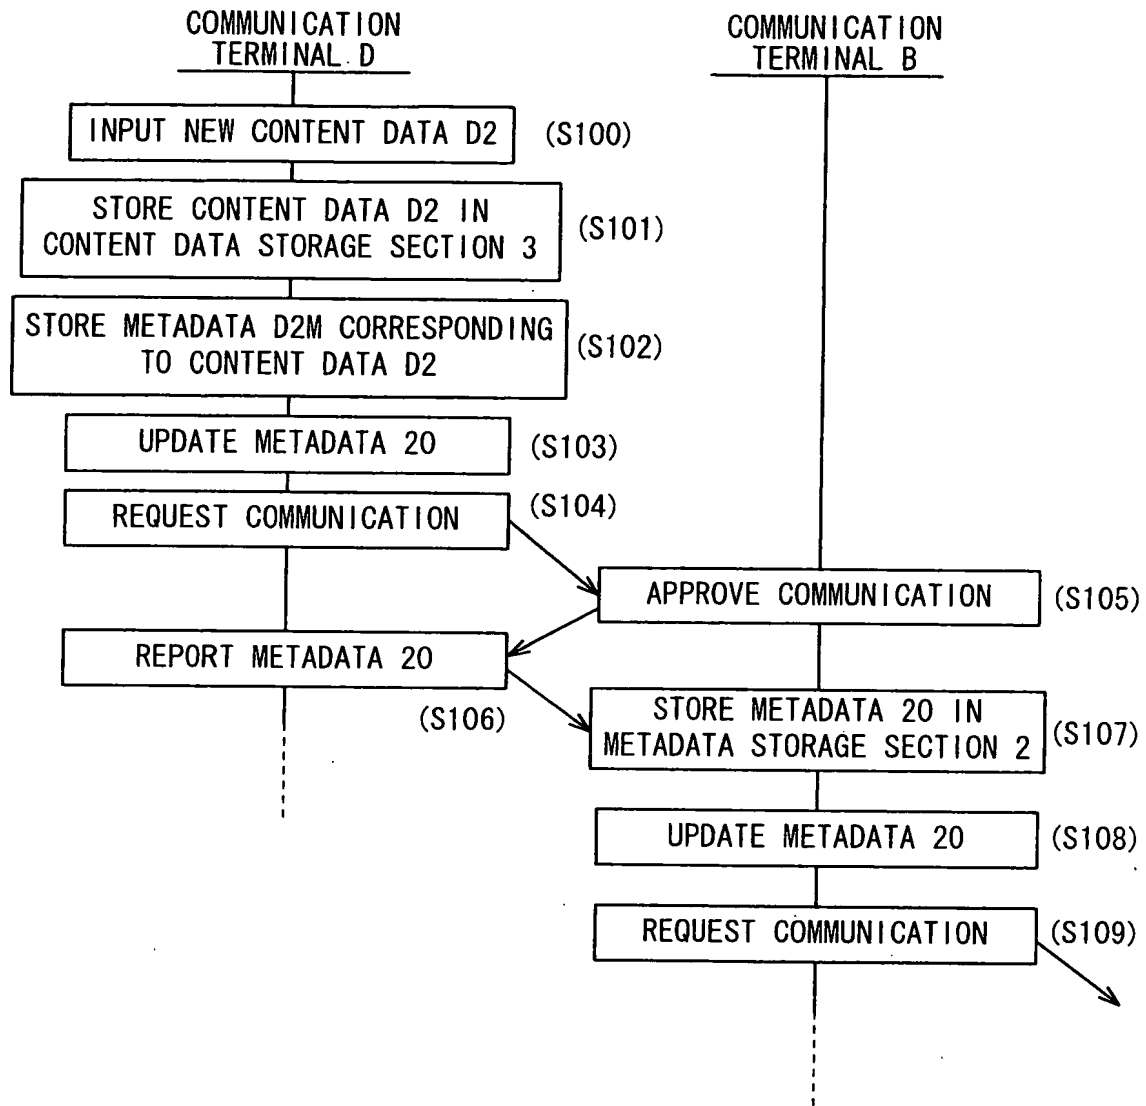 COMMUNICATION
TERMINAL D
COMMUNICATION
TERMINAL B
INPUT NEW CONTENT DATA D2
(S100)
STORE CONTENT DATA D2 IN
CONTENT DATA STORAGE SECTION 3
(S101)
STORE METADATA D2M CORRESPONDING
TO CONTENT DATA D2
(S102)
UPDATE METADATA 20
(S103)
REQUEST COMMUNICATION
(S104)
APPROVE COMMUNICATION
(S105)
REPORT METADATA 20
(S106)
STORE METADATA 20 IN
METADATA STORAGE SECTION 2
(S107)
UPDATE METADATA 20
(S108)
REQUEST COMMUNICATION
(S109)